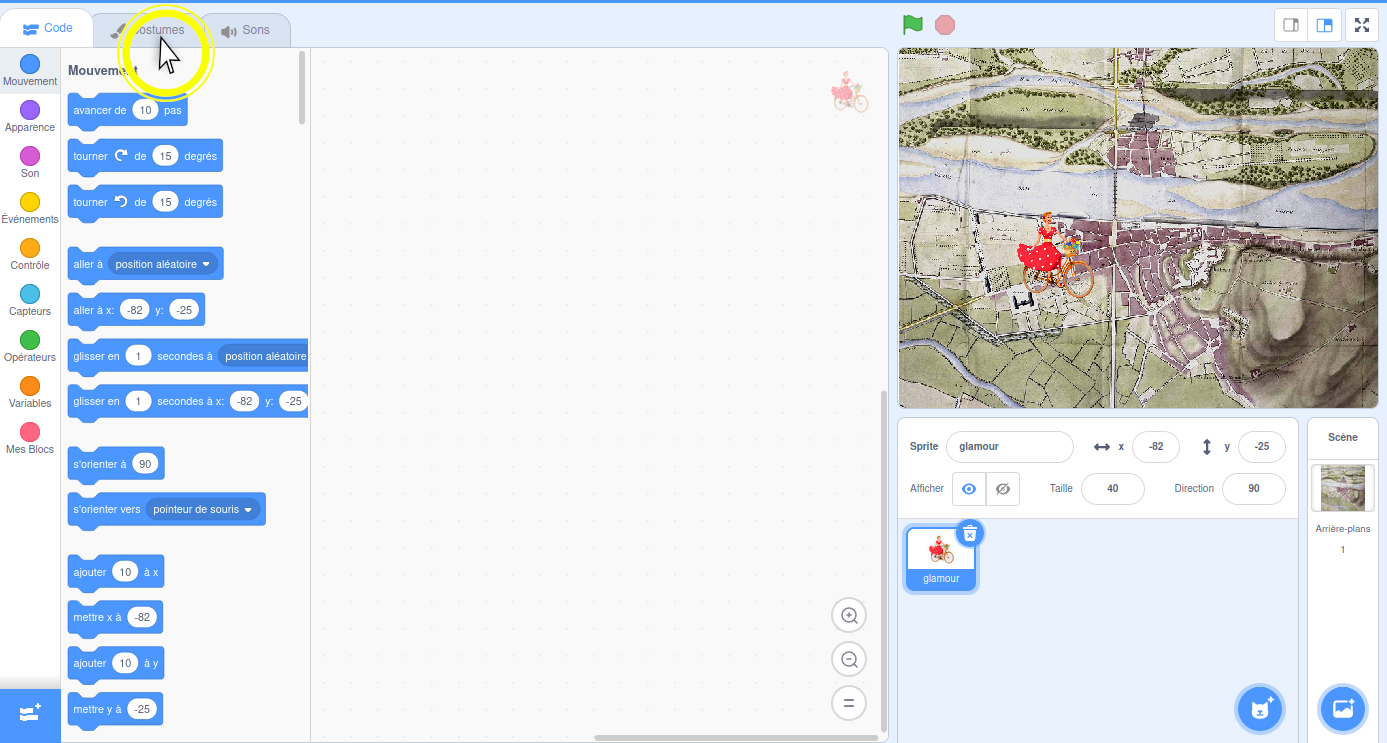 Code
Costumes
Sons
Mouvement
Apparence
Son
Événements
Contrôle
Capteurs
Opérateurs
Variables
Mes Blocs
Mouvement
avancer de 10 pas
tourner de 15 degrés
tourner de 15 degrés
aller à position aléatoire
aller à x: -82 y: -25
glisser en 1 secondes à position aléatoire
glisser en 1 secondes à x: -82 y: -25
s'orienter à 90
s'orienter vers pointeur de souris
ajouter 10 à x
mettre x à -82
ajouter 10 à y
mettre y à -25
Sprite glamour x -82 y -25
Afficher Taille 40 Direction 90
glamour
Scène
Arrière-plans
1